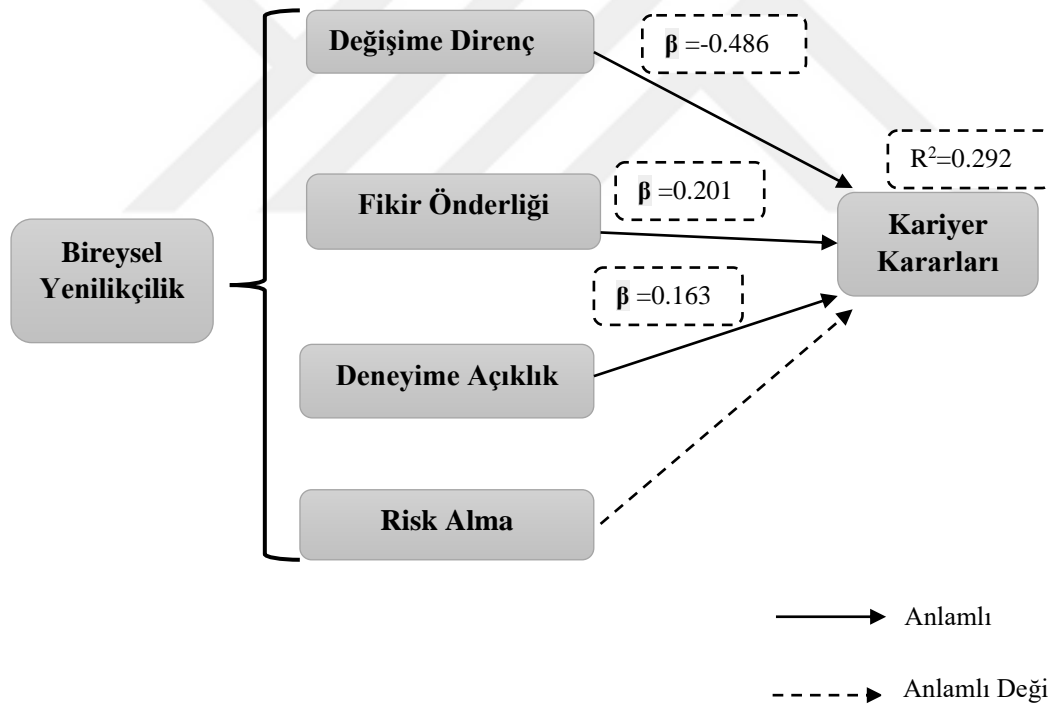 Değişime Direnç
β =-0.486
R²=0.292
Fikir Önderliği
β =0.201
Kariyer
Kararları
Bireysel
Yenilikçilik
β =0.163
Deneyime Açıklık
Risk Alma
Anlamlı
Anlamlı Deği